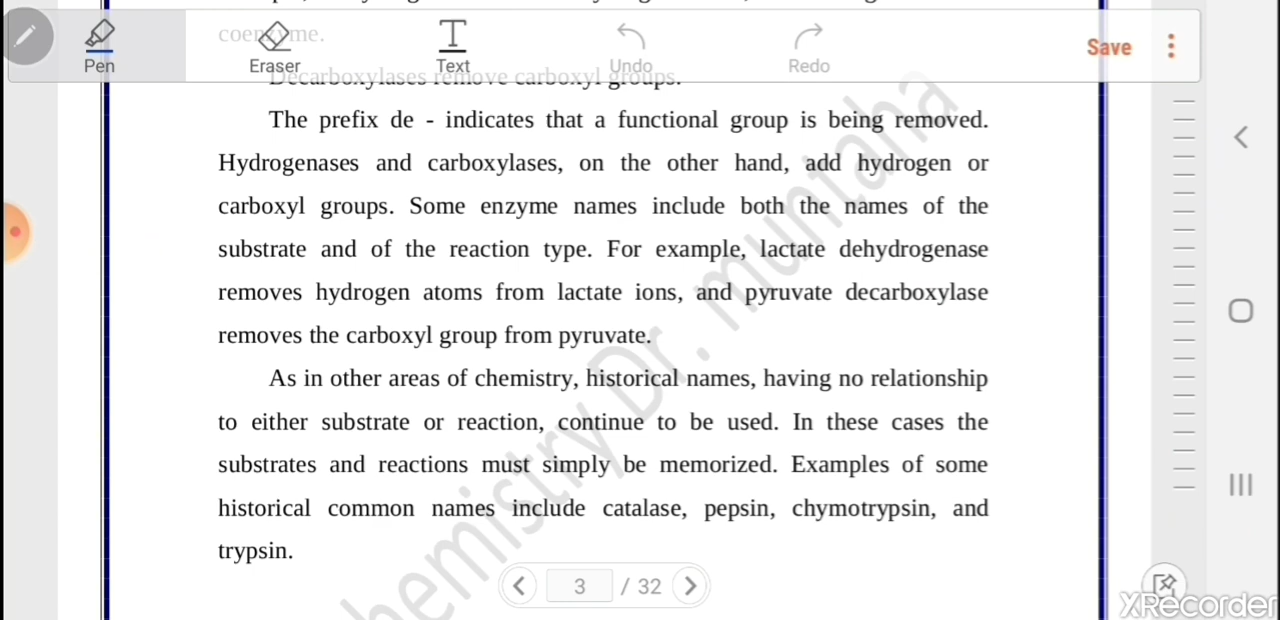 coenzyme.
Pen
Eraser
Text
Undo
Redo
Save
Decarboxylases remove carboxyl groups.
The prefix de - indicates that a functional group is being removed.
Hydrogenases and carboxylases, on the other hand, add hydrogen or
carboxyl groups. Some enzyme names include both the names of the
substrate and of the reaction type. For example, lactate dehydrogenase
removes hydrogen atoms from lactate ions, and pyruvate decarboxylase
removes the carboxyl group from pyruvate.
As in other areas of chemistry, historical names, having no relationship
to either substrate or reaction, continue to be used. In these cases the
substrates and reactions must simply be memorized. Examples of some
historical common names include catalase, pepsin, chymotrypsin, and
trypsin.
hemistry Dr. muntaha
3 / 32
XRecorder